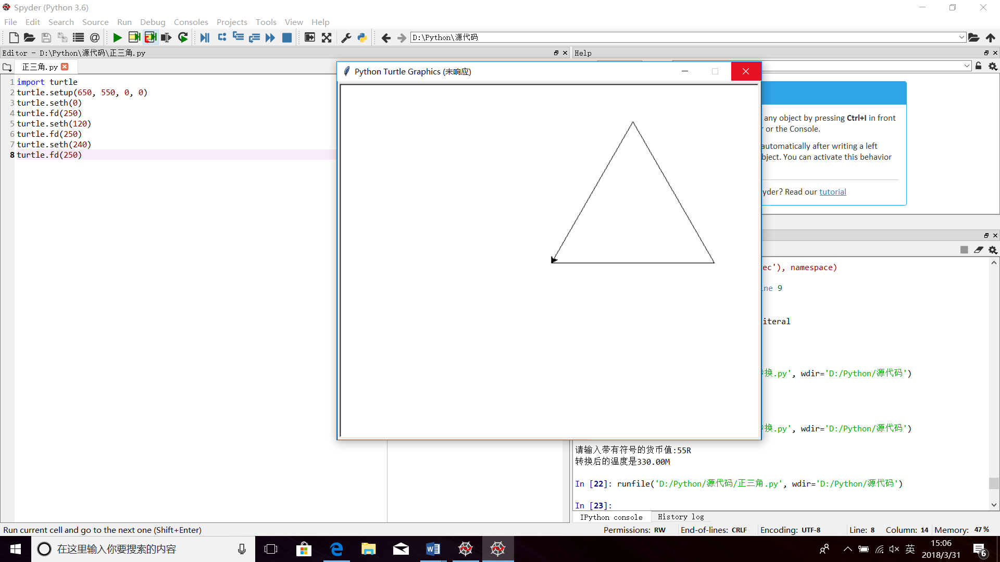 Spyder (Python 3.6)
File Edit Search Source Run Debug Consoles Projects Tools View Help
D:\Python\源代码
Editor - D:\Python\源代码\正三角.py
Help
正三角.py
Python Turtle Graphics (未响应)
1 import turtle
2 turtle.setup(650, 550, 0, 0)
3 turtle.seth(0)
4 turtle.fd(250)
5 turtle.seth(120)
6 turtle.fd(250)
7 turtle.seth(240)
8 turtle.fd(250)
any object by pressing Ctrl+I in front
or the Console.
automatically after writing a left
bject. You can activate this behavior
yder? Read our tutorial
ec'), namespace)
ine 9
iteral
换.py', wdir='D:/Python/源代码')
换.py', wdir='D:/Python/源代码')
请输入带有符号的货币值:55R
转换后的温度是330.00M
In [22]: runfile('D:/Python/源代码/正三角.py', wdir='D:/Python/源代码')
In [23]:
IPython console History log
Run current cell and go to the next one (Shift+Enter)
Permissions: RW End-of-lines: CRLF Encoding: UTF-8 Line: 8 Column: 14 Memory: 47 %
在这里输入你要搜索的内容
英
15:06
2018/3/31
6